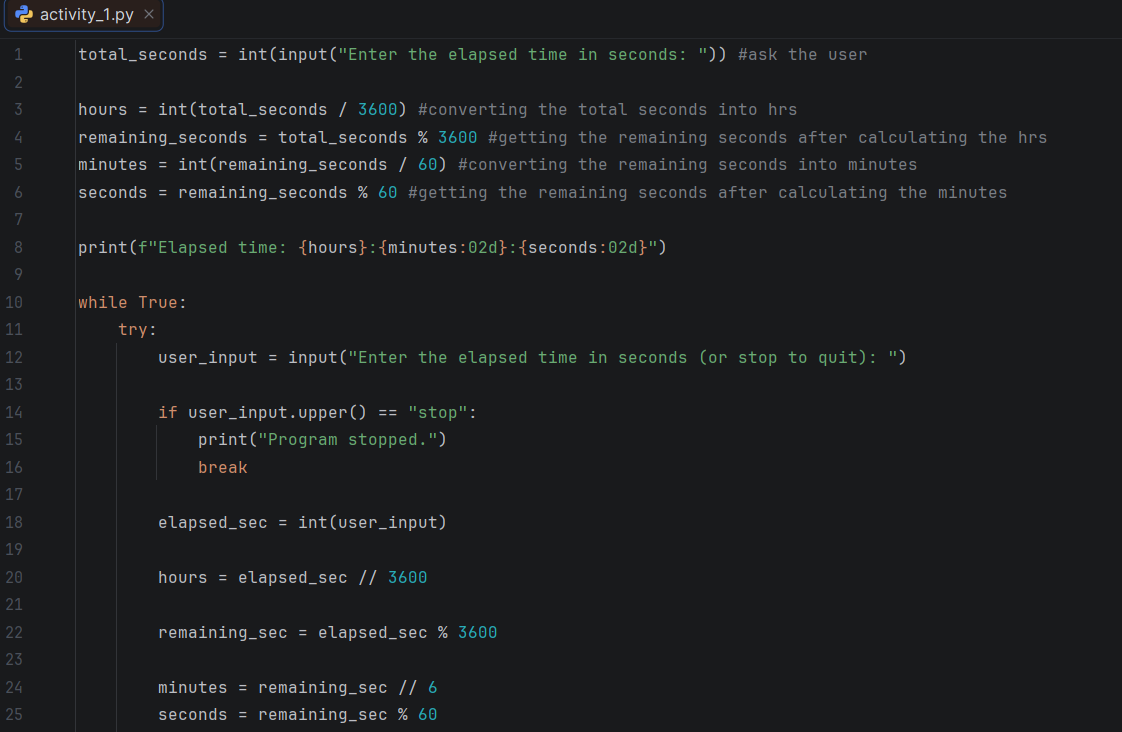 activity_1.py ×
1 total_seconds = int(input("Enter the elapsed time in seconds: ")) #ask the user
2
3 hours = int(total_seconds / 3600) #converting the total seconds into hrs
4 remaining_seconds = total_seconds % 3600 #getting the remaining seconds after calculating the hrs
5 minutes = int(remaining_seconds / 60) #converting the remaining seconds into minutes
6 seconds = remaining_seconds % 60 #getting the remaining seconds after calculating the minutes
7
8 print(f"Elapsed time: {hours}:{minutes:02d}:{seconds:02d}")
9
10 while True:
11     try:
12         user_input = input("Enter the elapsed time in seconds (or stop to quit): ")
13
14         if user_input.upper() == "stop":
15             print("Program stopped.")
16             break
17
18         elapsed_sec = int(user_input)
19
20         hours = elapsed_sec // 3600
21
22         remaining_sec = elapsed_sec % 3600
23
24         minutes = remaining_sec // 6
25         seconds = remaining_sec % 60